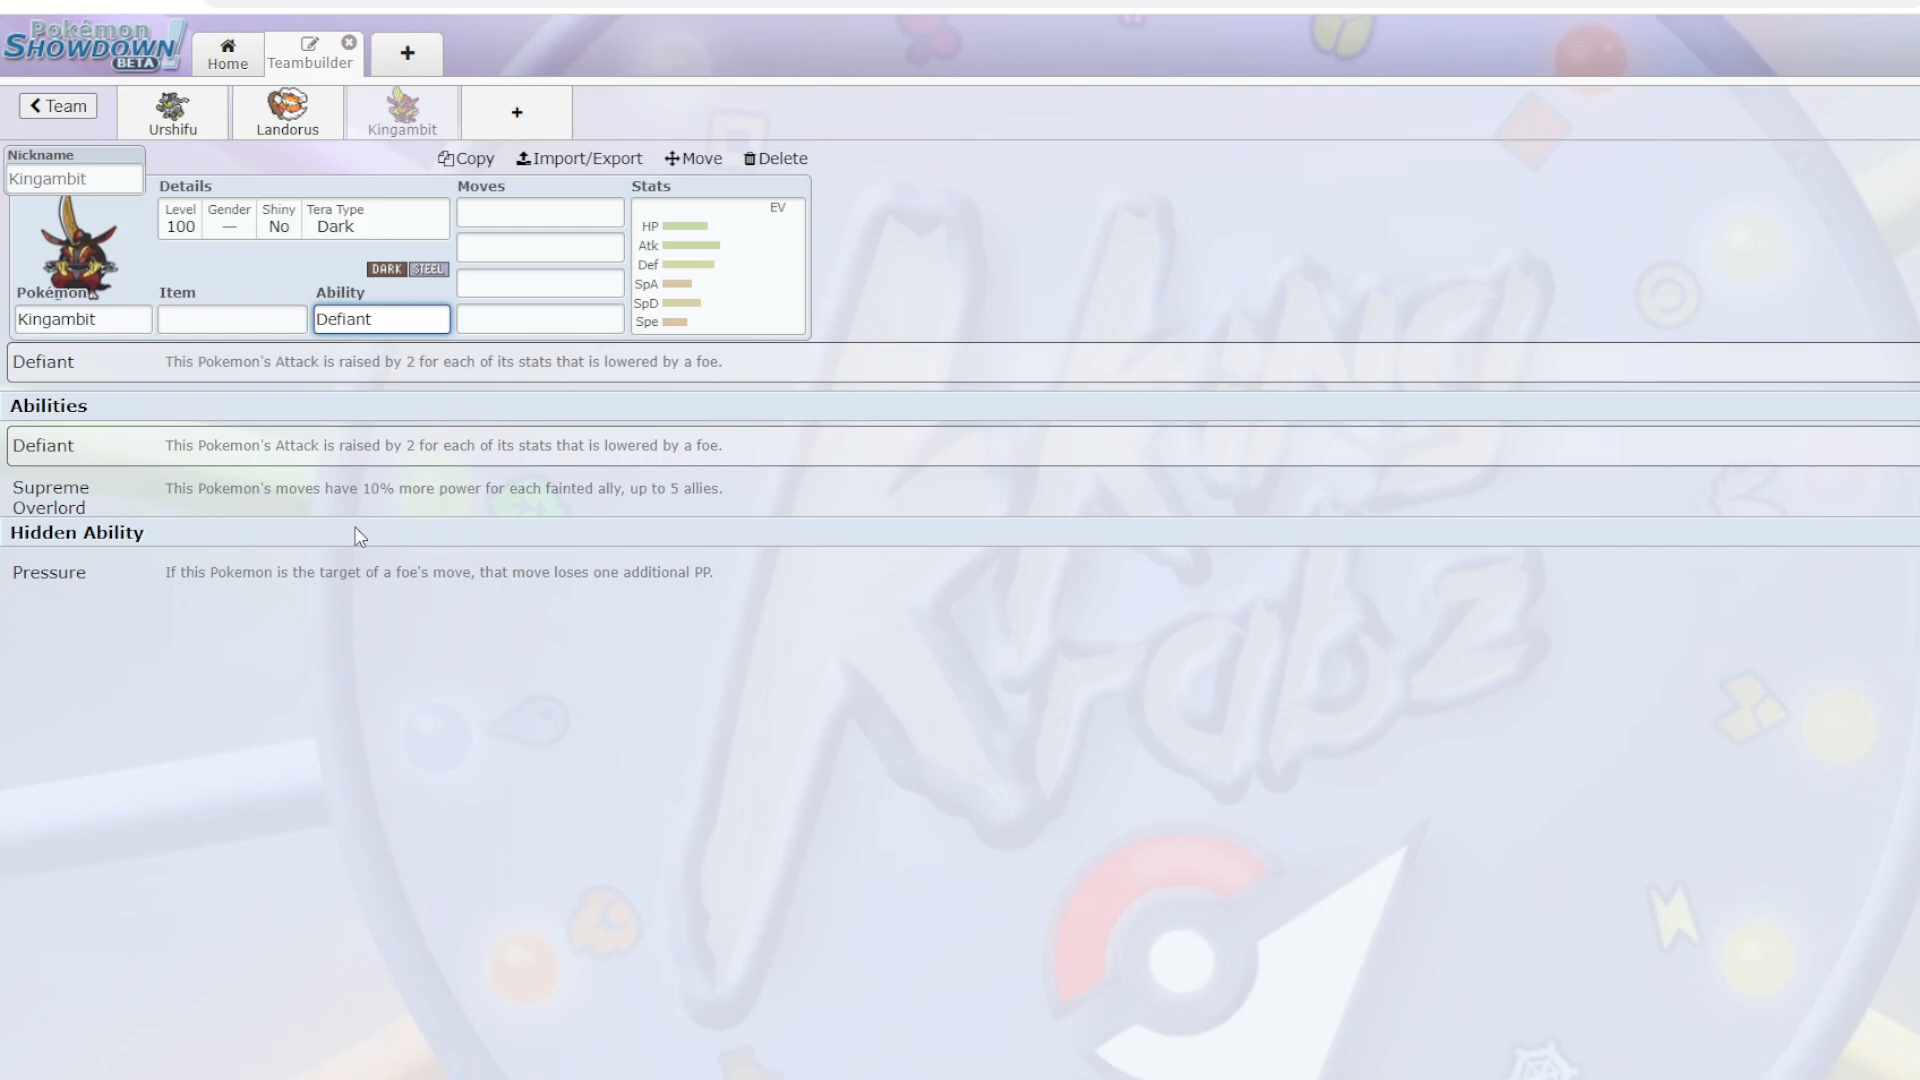 Pokémon
SHOWDOWN!
BETA
Home
Teambuilder
+
Team
Urshifu
Landorus
Kingambit
+
Nickname
Kingambit
Copy
Import/Export
Move
Delete
Details
Moves
Stats
Level
Gender
Shiny
Tera Type
100
—
No
Dark
EV
HP
Atk
Def
SpA
SpD
Spe
DARK STEEL
Pokémon
Item
Ability
Kingambit
Defiant
Defiant This Pokemon's Attack is raised by 2 for each of its stats that is lowered by a foe.
Abilities
Defiant This Pokemon's Attack is raised by 2 for each of its stats that is lowered by a foe.
Supreme Overlord This Pokemon's moves have 10% more power for each fainted ally, up to 5 allies.
Hidden Ability
Pressure If this Pokemon is the target of a foe's move, that move loses one additional PP.